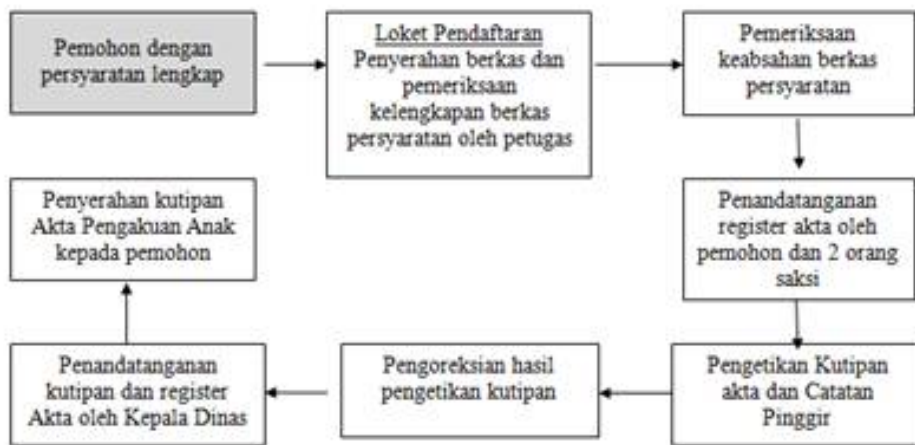 Pemohon dengan
persyaratan lengkap
Loket Pendaftaran
Penyerahan berkas dan
pemeriksaan
kelengkapan berkas
persyaratan oleh petugas
Pemeriksaan
keabsahan berkas
persyaratan
Penandatanganan
register akta oleh
pemohon dan 2 orang
saksi
Pengetikan Kutipan
akta dan Catatan
Pinggir
Pengoreksian hasil
pengetikan kutipan
Penandatanganan
kutipan dan register
Akta oleh Kepala Dinas
Penyerahan kutipan
Akta Pengakuan Anak
kepada pemohon